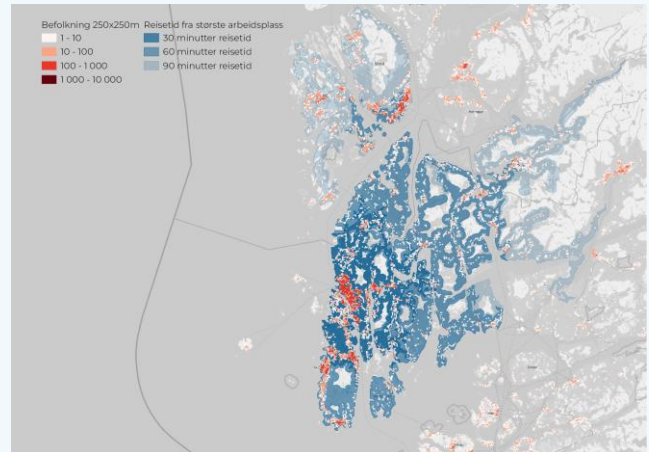 Befolkning 250x250m
1 - 10
10 - 100
100 - 1 000
1 000 - 10 000
Reisetid fra største arbeidsplass
30 minutter reisetid
60 minutter reisetid
90 minutter reisetid